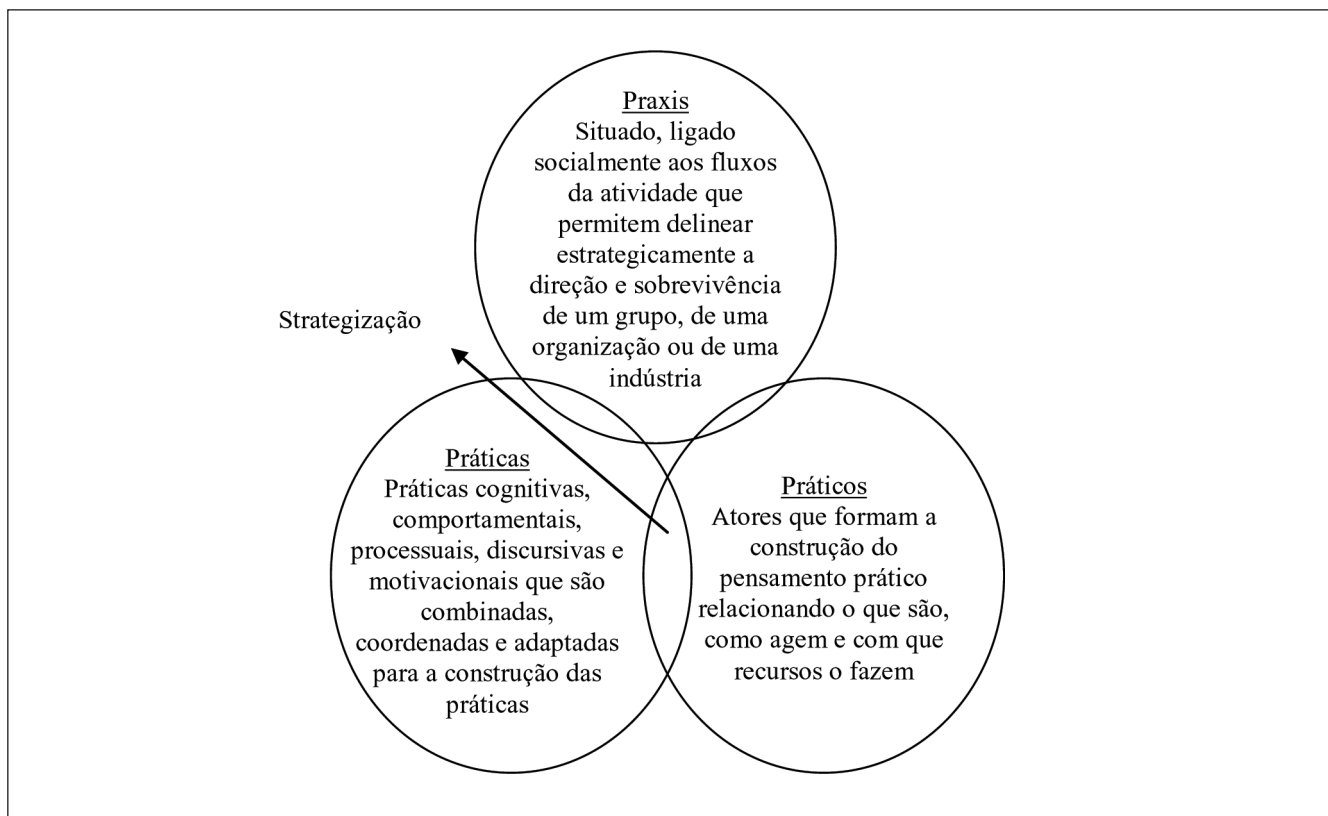 Praxis
Situado, ligado
socialmente aos fluxos
da atividade que
permitem delinear
estrategicamente a
direção e sobrevivência
de um grupo, de uma
organização ou de uma
indústria
Strategização
Práticas
Práticas cognitivas,
comportamentais,
processuais, discursivas e
motivacionais que são
combinadas,
coordenadas e adaptadas
para a construção das
práticas
Práticos
Atores que formam a
construção do
pensamento prático
relacionando o que são,
como agem e com que
recursos o fazem